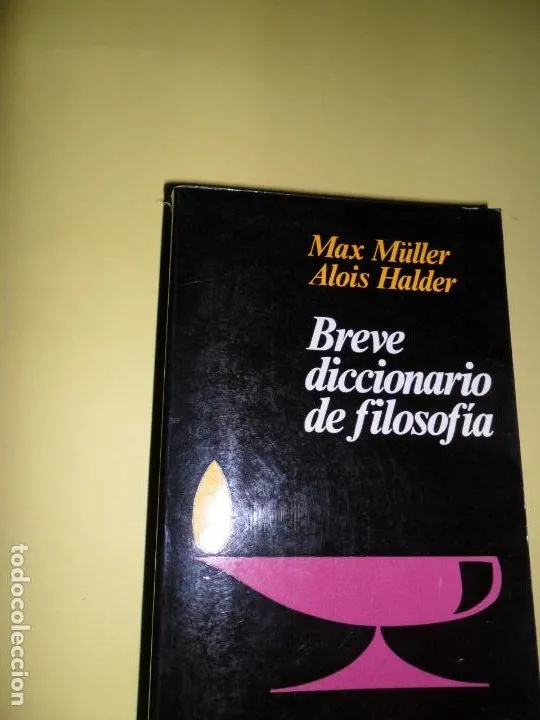 Max Müller
Alois Halder
Breve
diccionario
de filosofía
todocoleccion